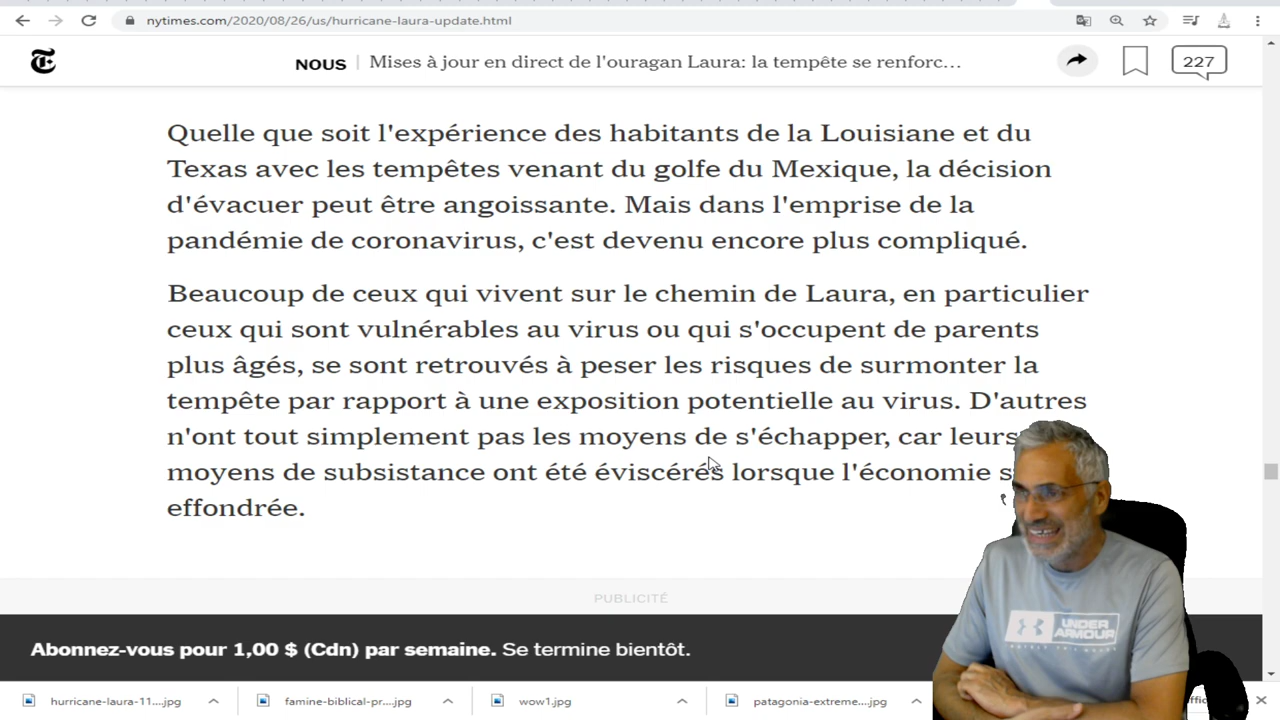 nytimes.com/2020/08/26/us/hurricane-laura-update.html
NOUS | Mises à jour en direct de l'ouragan Laura: la tempête se renforc...
227
Quelle que soit l'expérience des habitants de la Louisiane et du
Texas avec les tempêtes venant du golfe du Mexique, la décision
d'évacuer peut être angoissante. Mais dans l'emprise de la
pandémie de coronavirus, c'est devenu encore plus compliqué.
Beaucoup de ceux qui vivent sur le chemin de Laura, en particulier
ceux qui sont vulnérables au virus ou qui s'occupent de parents
plus âgés, se sont retrouvés à peser les risques de surmonter la
tempête par rapport à une exposition potentielle au virus. D'autres
n'ont tout simplement pas les moyens de s'échapper, car leurs
moyens de subsistance ont été éviscérés lorsque l'économie
effondrée.
PUBLICITÉ
Abonnez-vous pour 1,00 $ (Cdn) par semaine. Se termine bientôt.
UNDER ARMOUR
hurricane-laura-11....jpg
famine-biblical-pr....jpg
wow1.jpg
patagonia-extreme....jpg